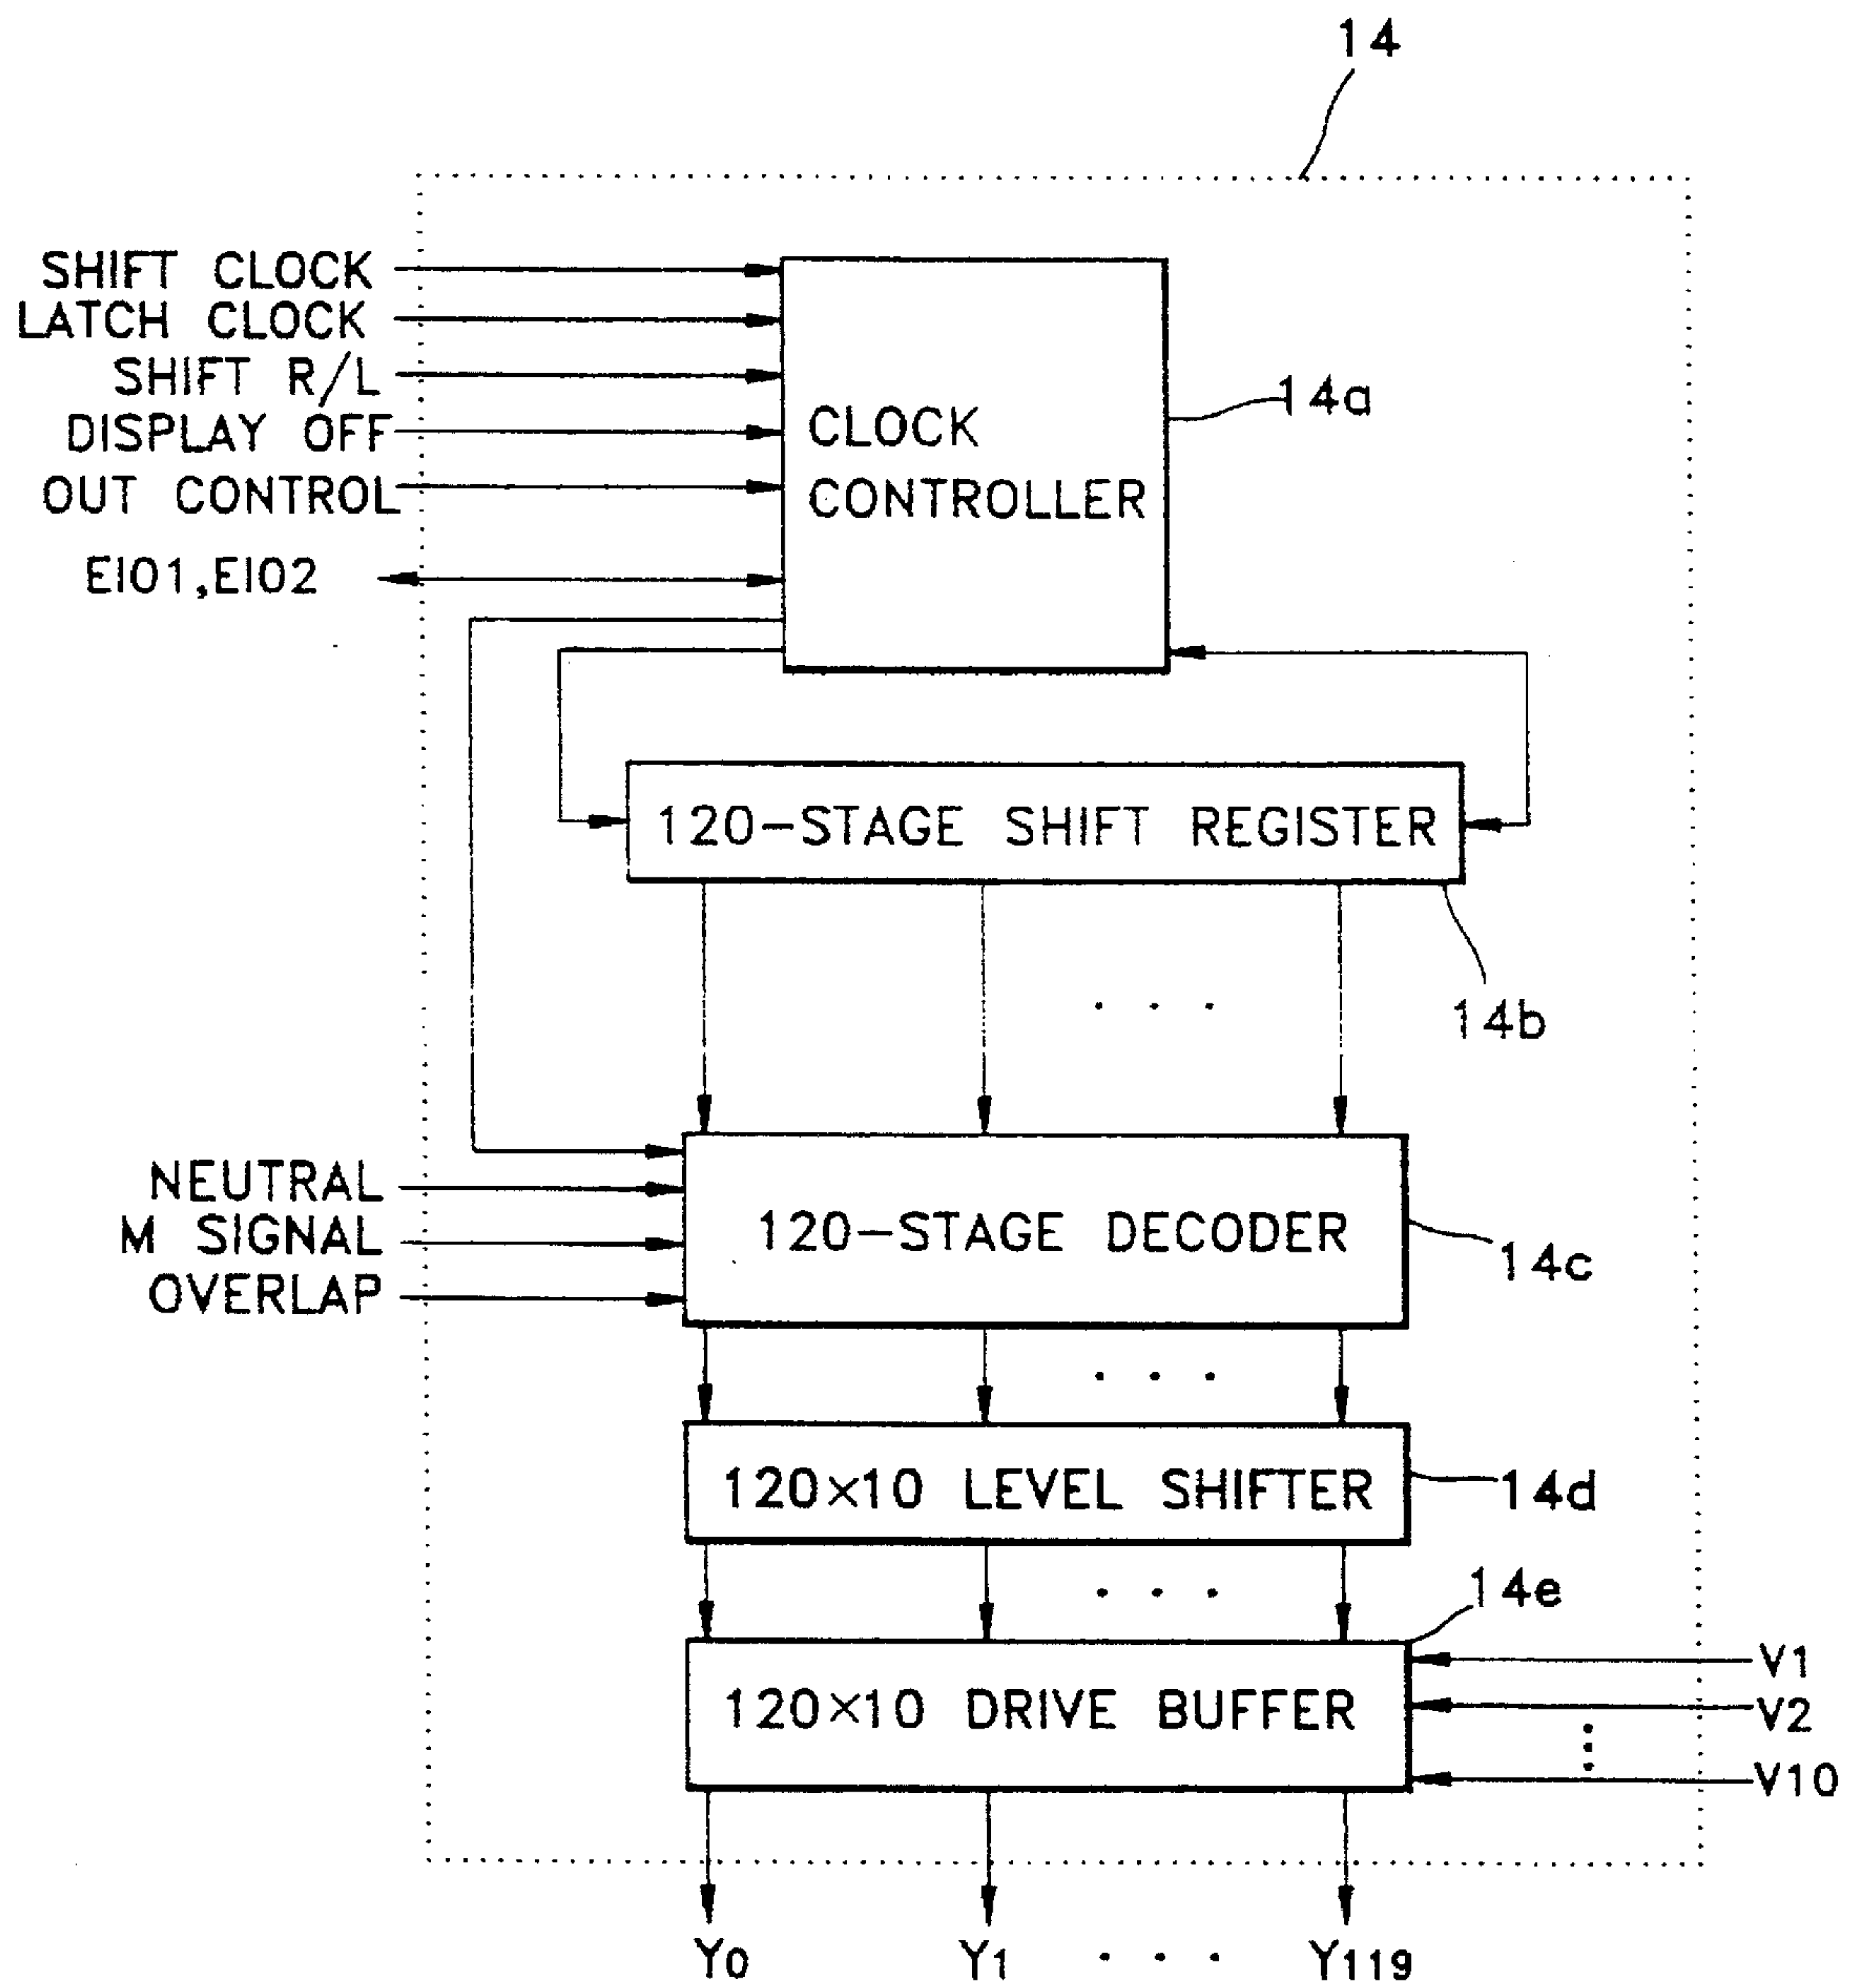 14
SHIFT CLOCK
LATCH CLOCK
SHIFT R/L
DISPLAY OFF
OUT CONTROL
EIO1,EIO2
CLOCK
CONTROLLER
14a
120-STAGE SHIFT REGISTER
14b
NEUTRAL
M SIGNAL
OVERLAP
120-STAGE DECODER
14c
120×10 LEVEL SHIFTER
14d
14e
120×10 DRIVE BUFFER
V1
V2
V10
Y0 Y1 . . . Y119